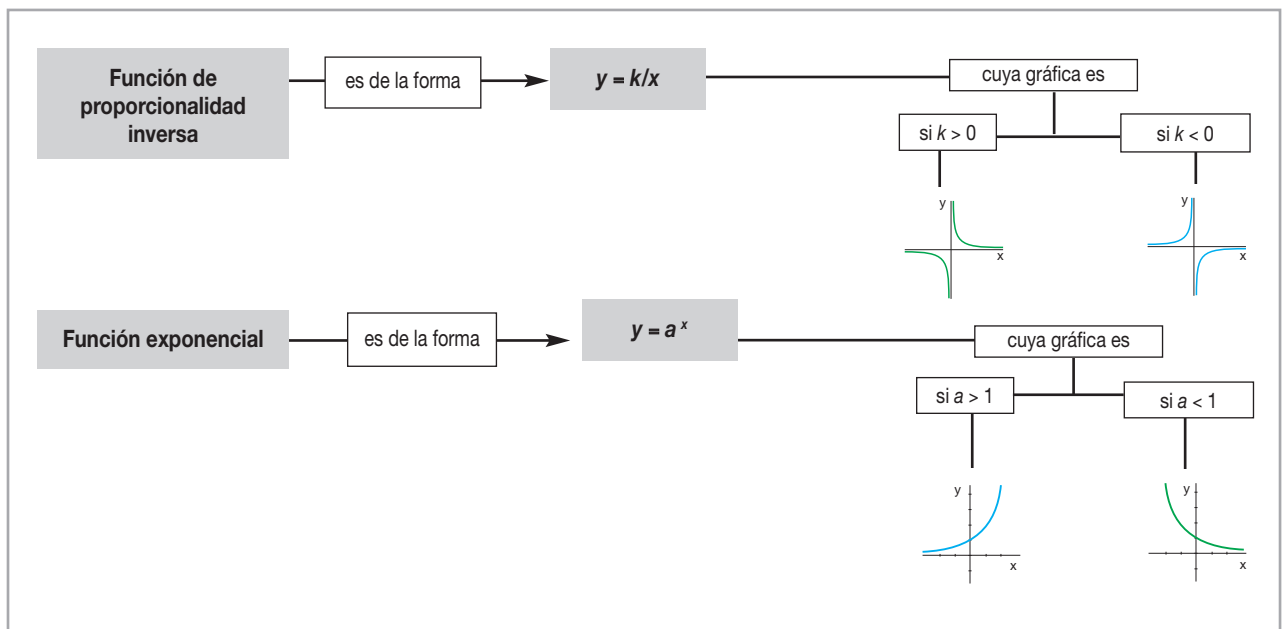 Función de
proporcionalidad
inversa
es de la forma
y = k/x
cuya gráfica es
si k > 0
si k < 0
y
x
y
x
Función exponencial
es de la forma
y = a^x
cuya gráfica es
si a > 1
si a < 1
y
x
y
x